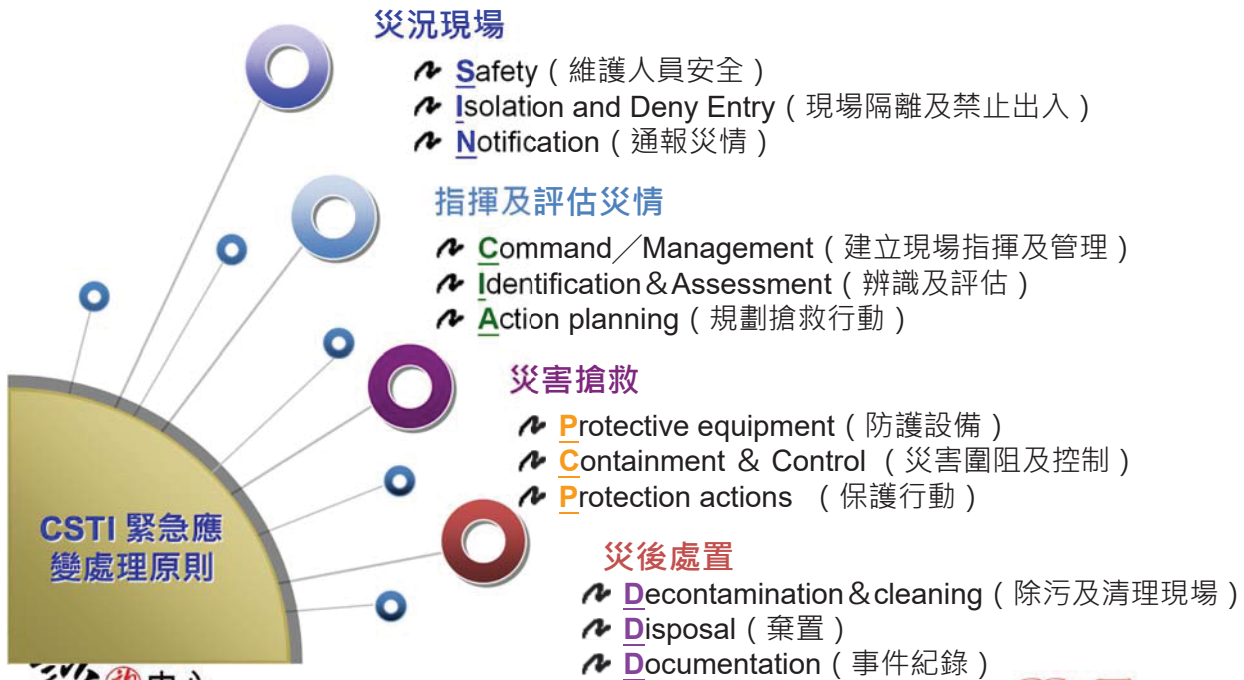 災況現場
Safety（維護人員安全）
Isolation and Deny Entry（現場隔離及禁止出入）
Notification（通報災情）
指揮及評估災情
Command／Management（建立現場指揮及管理）
Identification＆Assessment（辨識及評估）
Action planning（規劃搶救行動）
災害搶救
Protective equipment（防護設備）
Containment ＆ Control （災害圍阻及控制）
Protection actions （保護行動）
CSTI 緊急應
變處理原則
災後處置
Decontamination＆cleaning（除污及清理現場）
Disposal（棄置）
Documentation（事件紀錄）